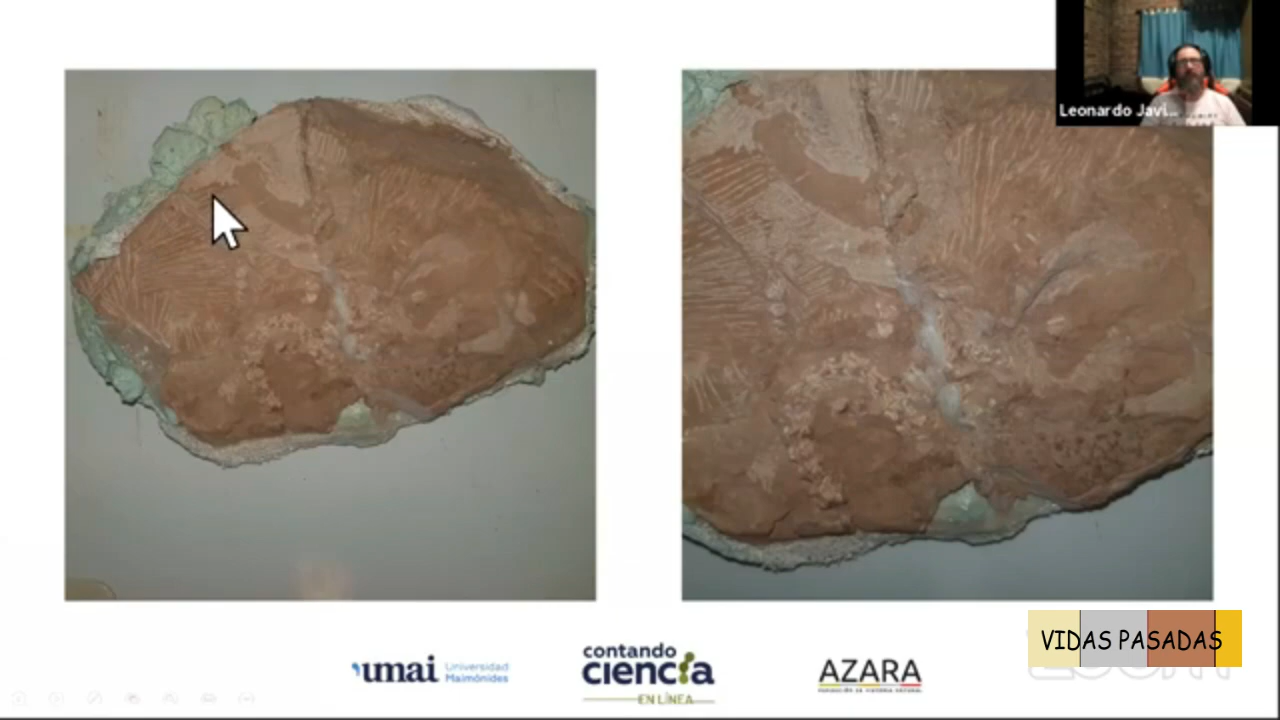 Leonardo Javi...
VIDAS PASADAS
umai Universidad Maimónides
contando
ciencia
EN LÍNEA
AZARA